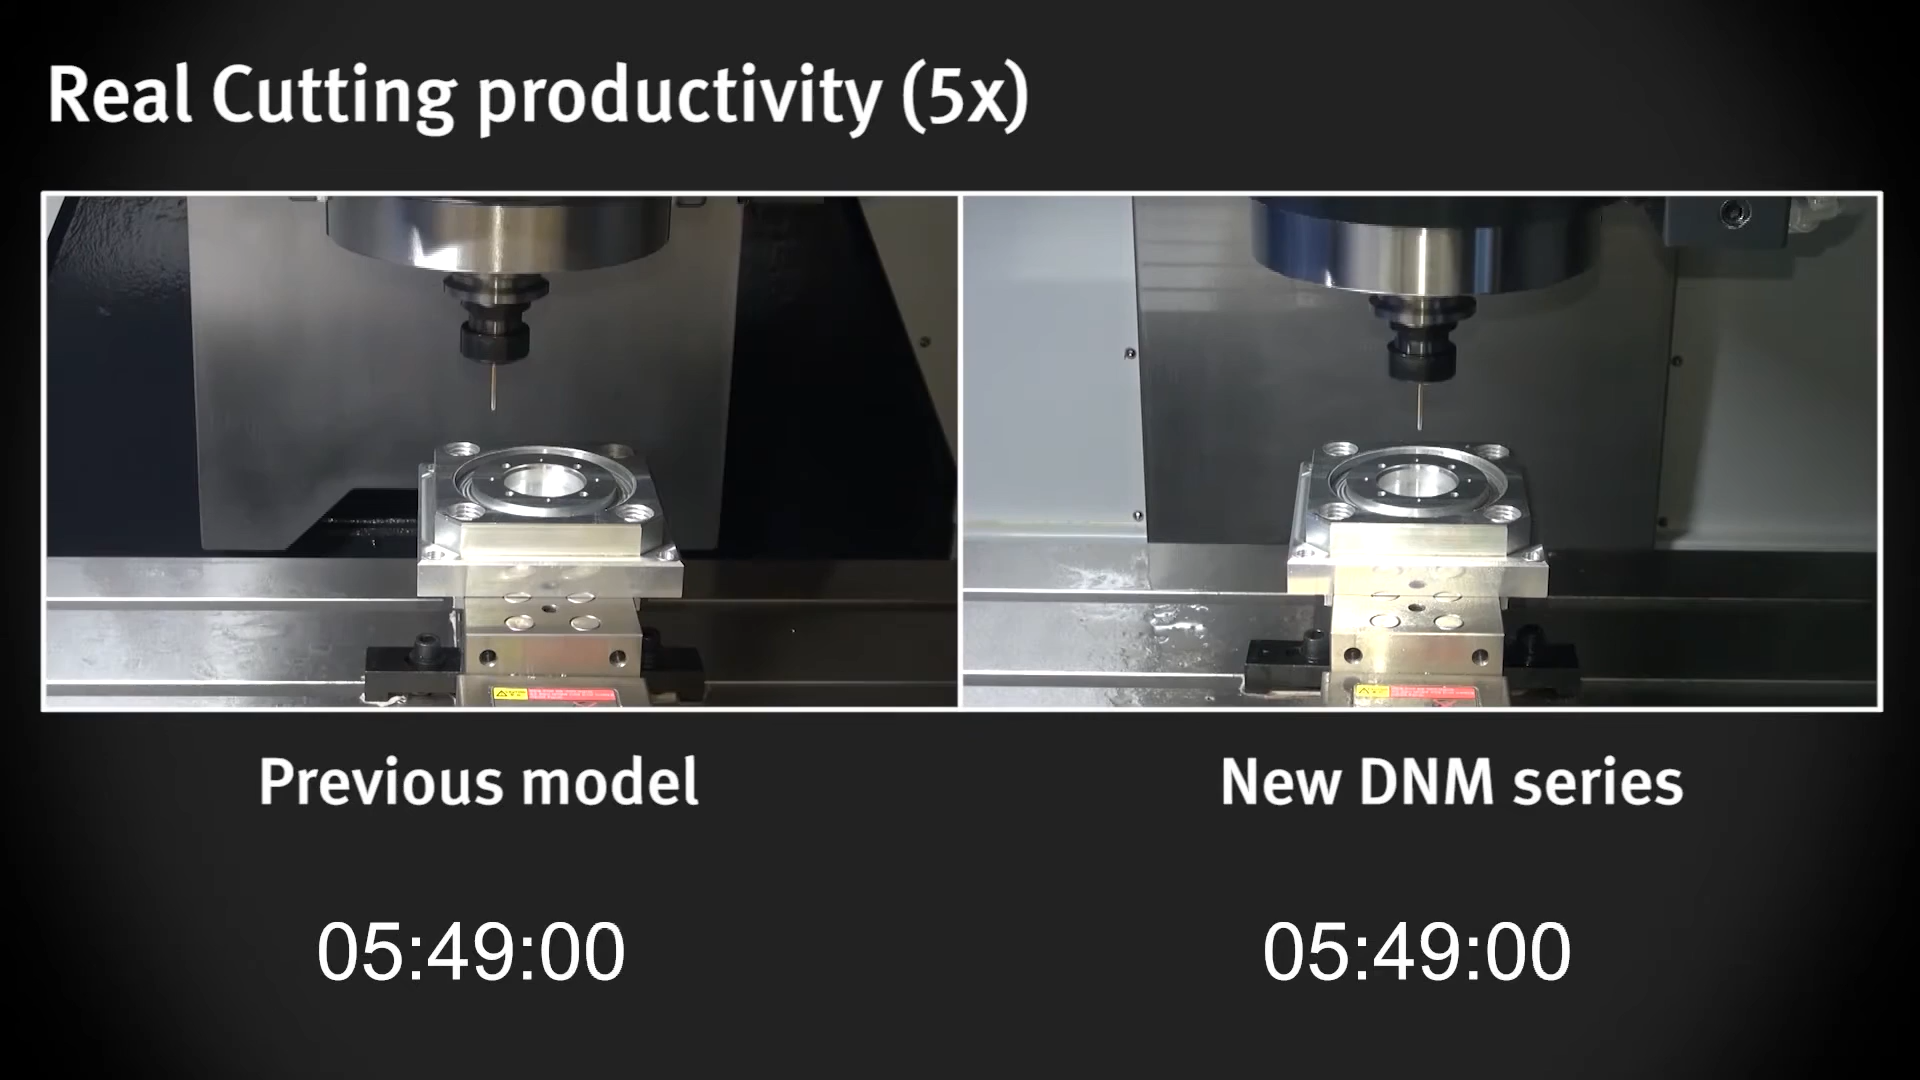 Real Cutting productivity (5x)
Previous model
New DNM series
05:49:00
05:49:00